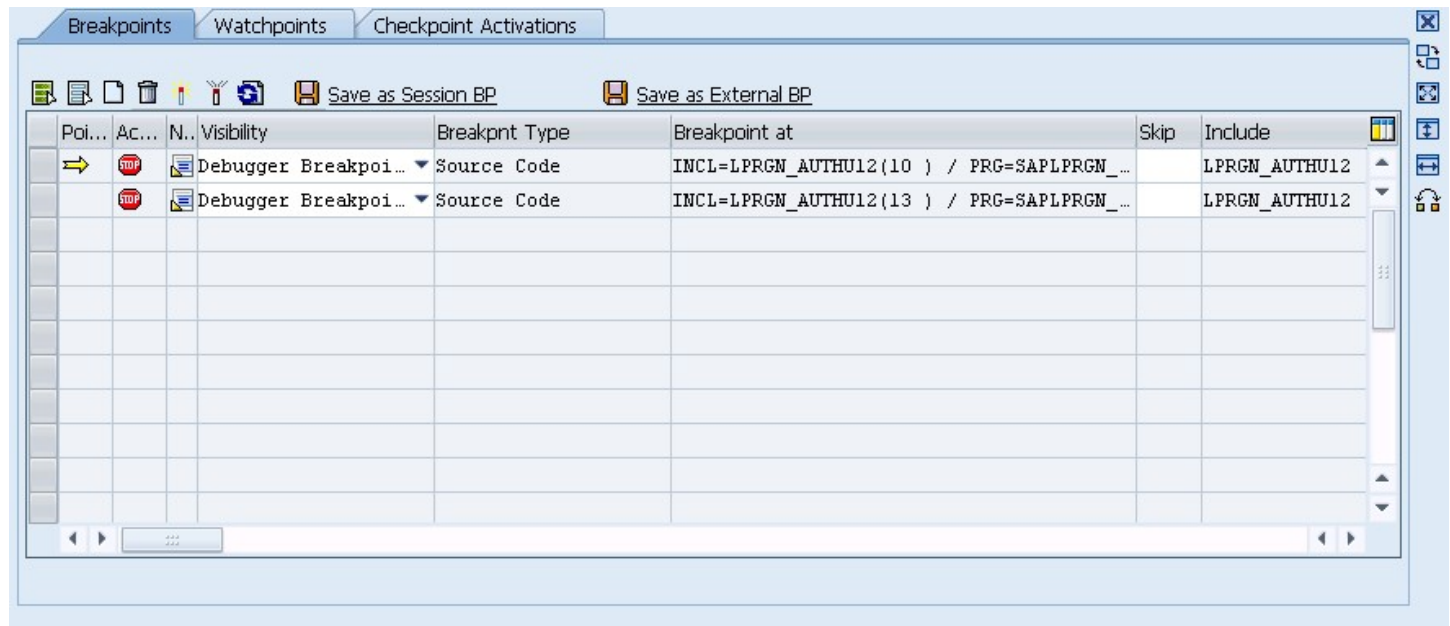 Breakpoints Watchpoints Checkpoint Activations
Save as Session BP Save as External BP
Poi... Ac... N.. Visibility Breakpnt Type Breakpoint at Skip Include
STOP Debugger Breakpoi… Source Code INCL=LPRGN_AUTHU12(10 ) / PRG=SAPLPRGN_… LPRGN_AUTHU12
STOP Debugger Breakpoi… Source Code INCL=LPRGN_AUTHU12(13 ) / PRG=SAPLPRGN_… LPRGN_AUTHU12